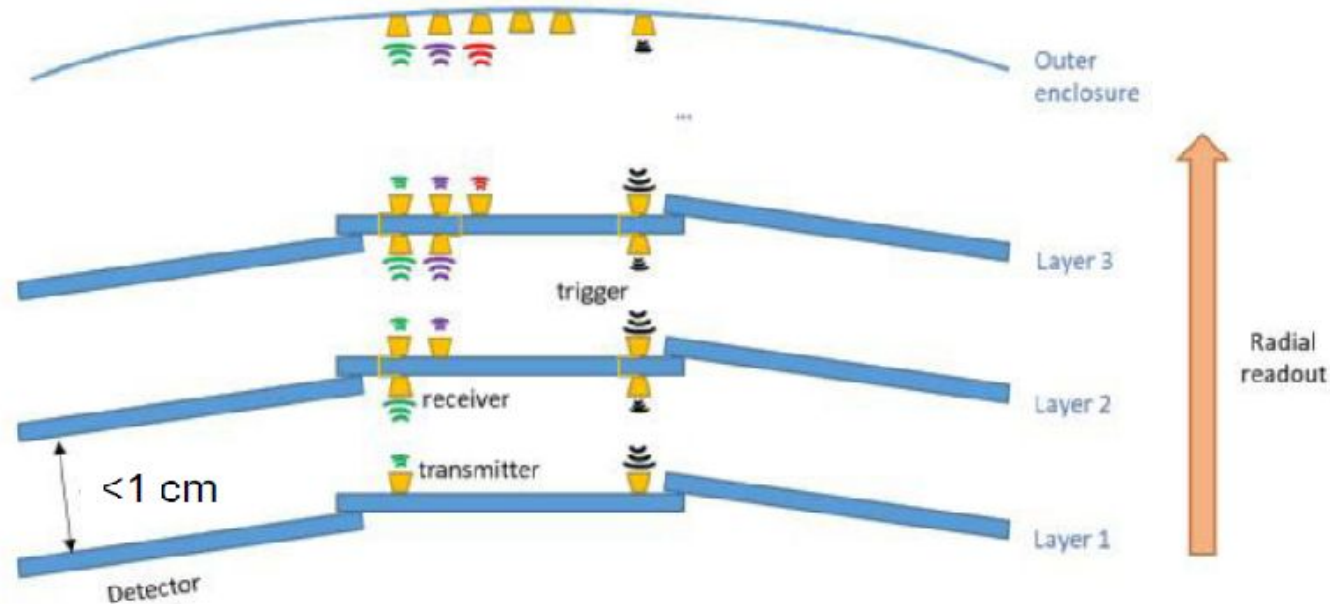 Outer
enclosure
...
Layer 3
trigger
Radial
readout
receiver
Layer 2
transmitter
<1 cm
Layer 1
Detector